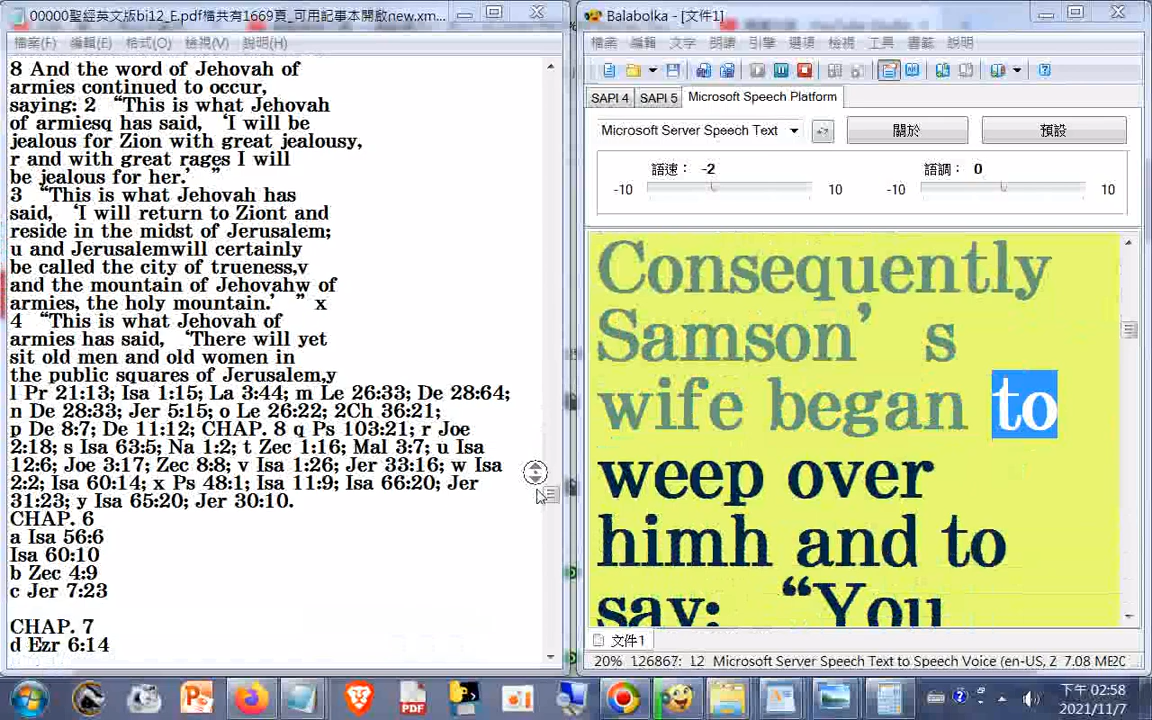 00000聖經英文版bi12_E.pdf檔共有1669頁_可用記事本開啟new.xm...
檔案(F) 編輯(E) 格式(O) 檢視(V) 說明(H)
8 And the word of Jehovah of
armies continued to occur,
saying: 2 “This is what Jehovah
of armiesq has said, ‘I will be
jealous for Zion with great jealousy,
r and with great rages I will
be jealous for her.’ ”
3 “This is what Jehovah has
said, ‘I will return to Ziont and
reside in the midst of Jerusalem;
u and Jerusalemwill certainly
be called the city of trueness,v
and the mountain of Jehovahw of
armies, the holy mountain.’ ” x
4 “This is what Jehovah of
armies has said, ‘There will yet
sit old men and old women in
the public squares of Jerusalem,y
l Pr 21:13; Isa 1:15; La 3:44; m Le 26:33; De 28:64;
n De 28:33; Jer 5:15; o Le 26:22; 2Ch 36:21;
p De 8:7; De 11:12; CHAP. 8 q Ps 103:21; r Joe
2:18; s Isa 63:5; Na 1:2; t Zec 1:16; Mal 3:7; u Isa
12:6; Joe 3:17; Zec 8:8; v Isa 1:26; Jer 33:16; w Isa
2:2; Isa 60:14; x Ps 48:1; Isa 11:9; Isa 66:20; Jer
31:23; y Isa 65:20; Jer 30:10.
CHAP. 6
a Isa 56:6
Isa 60:10
b Zec 4:9
c Jer 7:23
CHAP. 7
d Ezr 6:14
Balabolka - [文件1]
檔案 編輯 文字 朗讀 引擎 選項 檢視 工具 書籤 說明
SAPI 4 SAPI 5 Microsoft Speech Platform
Microsoft Server Speech Text 關於 預設
語速： -2 語調： 0
-10 10 -10 10
Consequently
Samson’ s
wife began to
weep over
himh and to
say: “You
文件1
20% 126867: 12 Microsoft Server Speech Text to Speech Voice (en-US, Z 7.08 ME2C
PDF
下午 02:58
2021/11/7